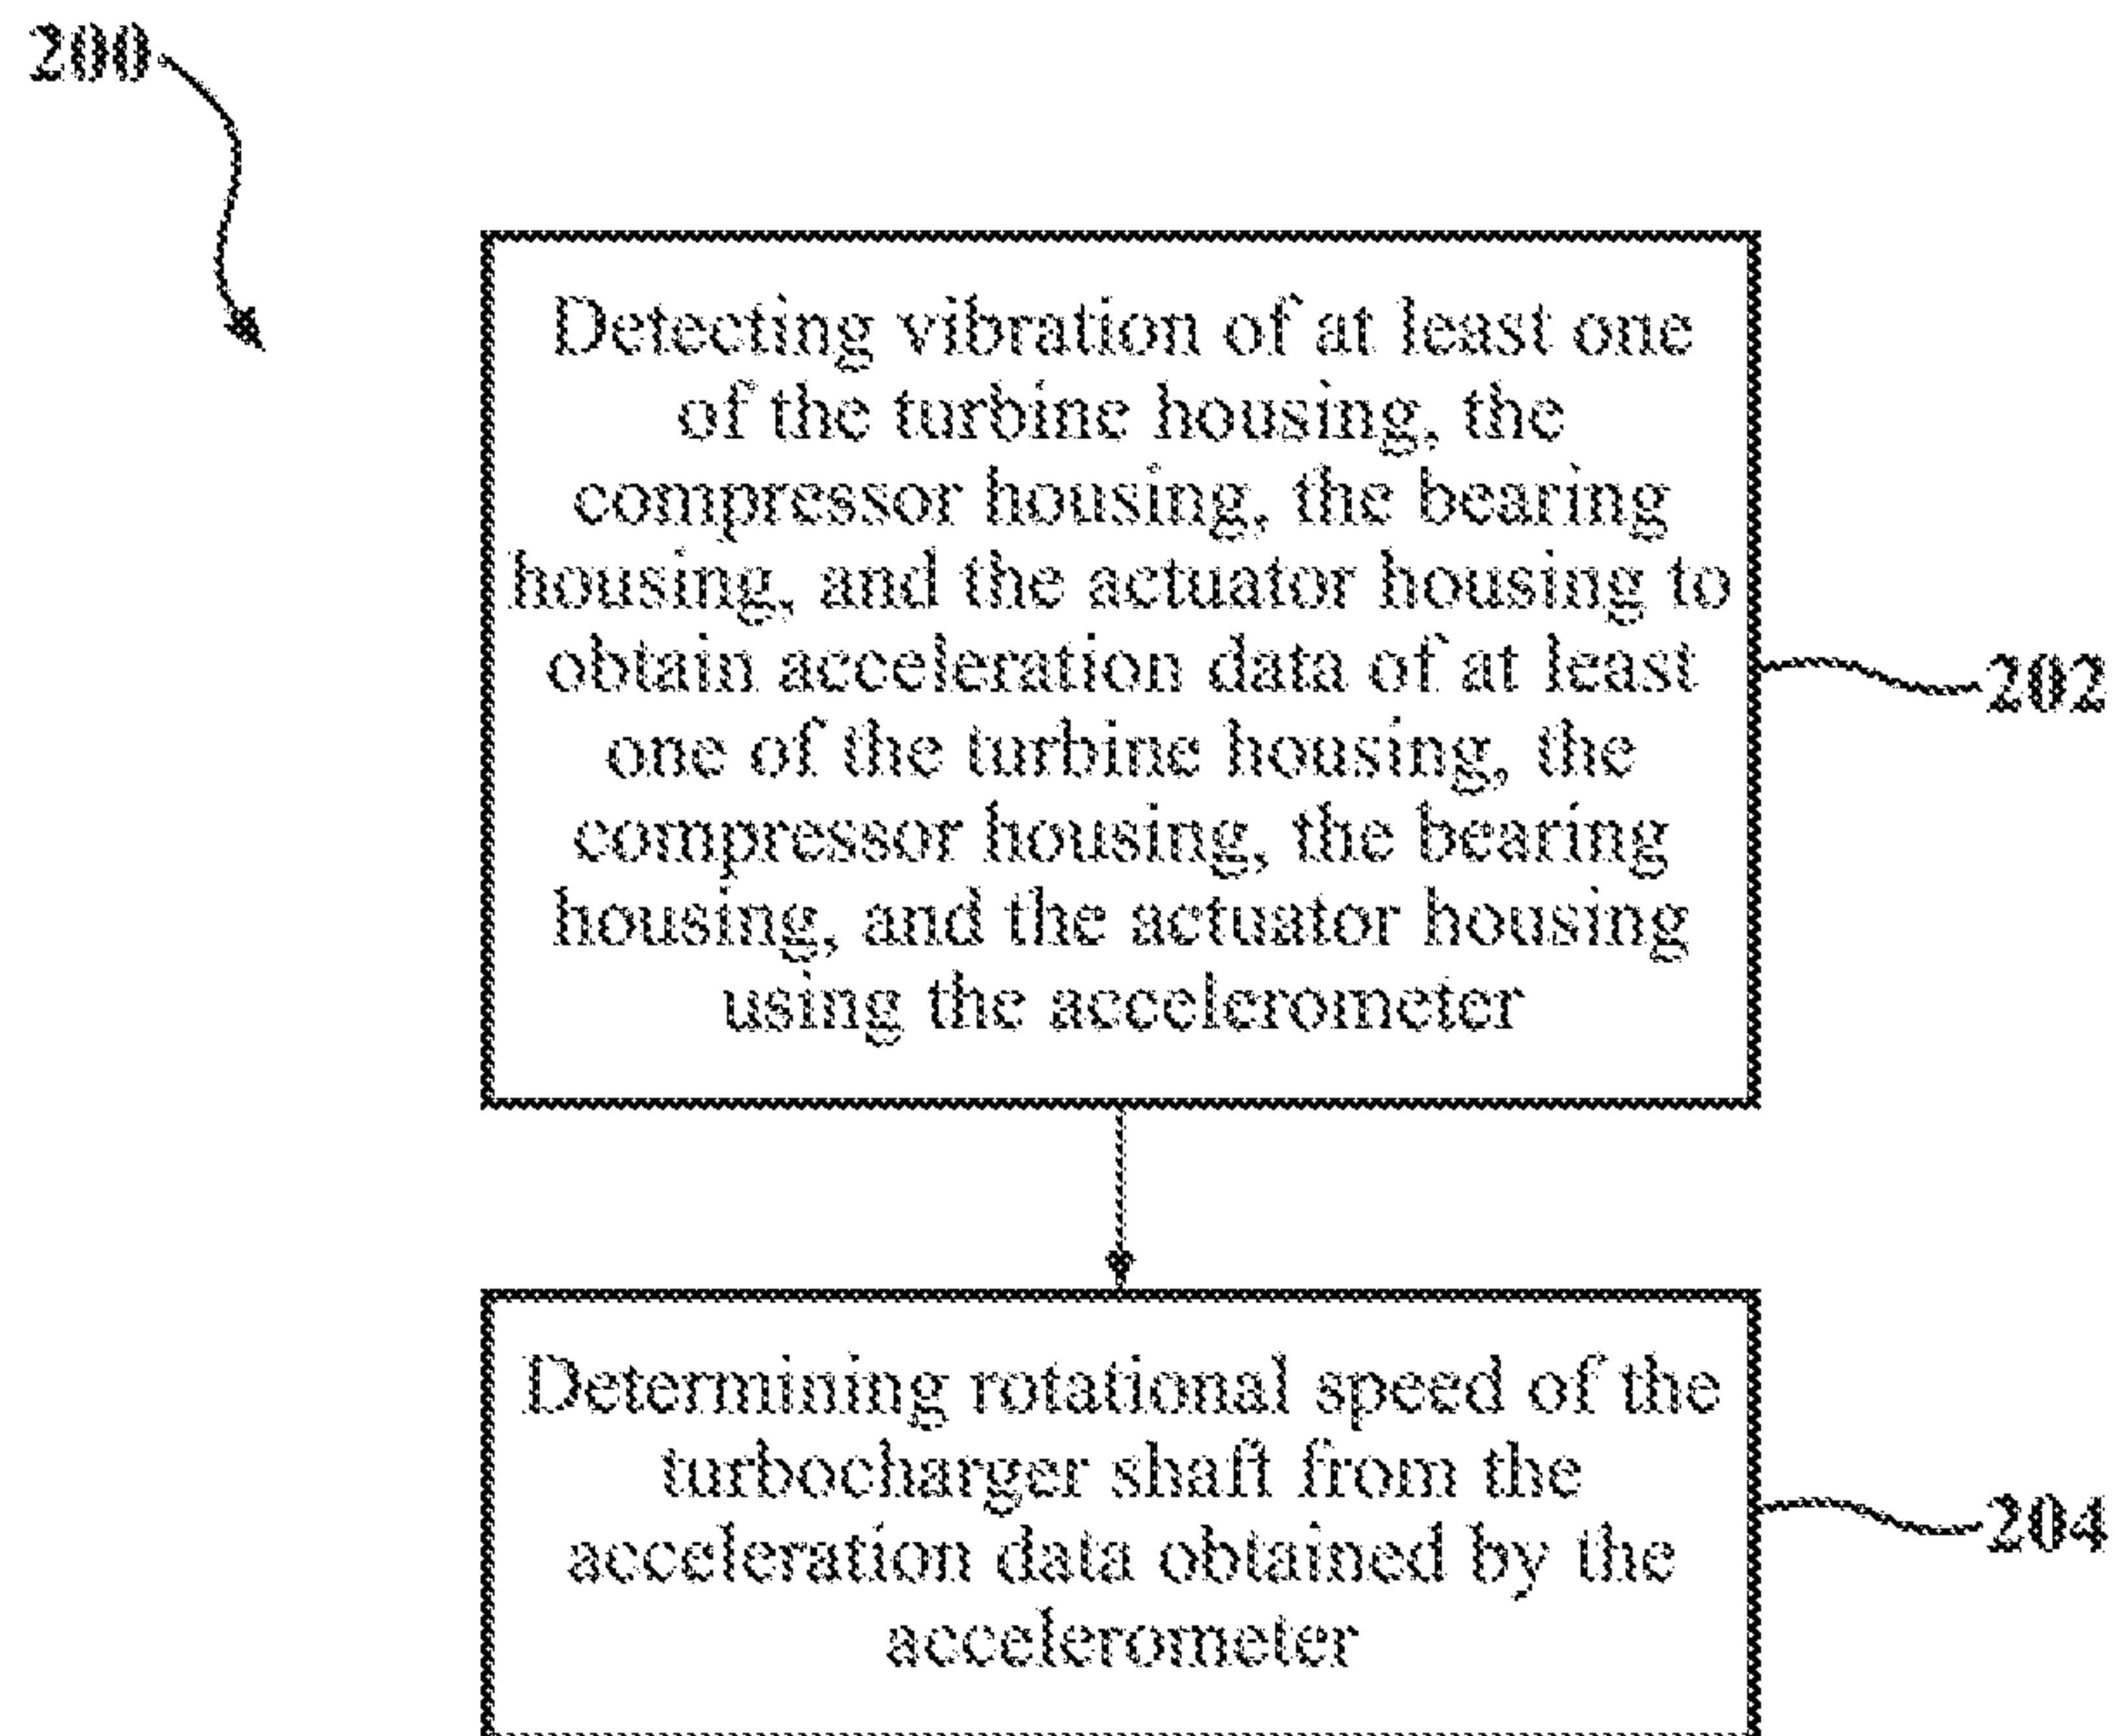 200
Detecting vibration of at least one
of the turbine housing, the
compressor housing, the bearing
housing, and the actuator housing to
obtain acceleration data of at least
one of the turbine housing, the
compressor housing, the bearing
housing, and the actuator housing
using the accelerometer
202
Determining rotational speed of the
turbocharger shaft from the
acceleration data obtained by the
accelerometer
204